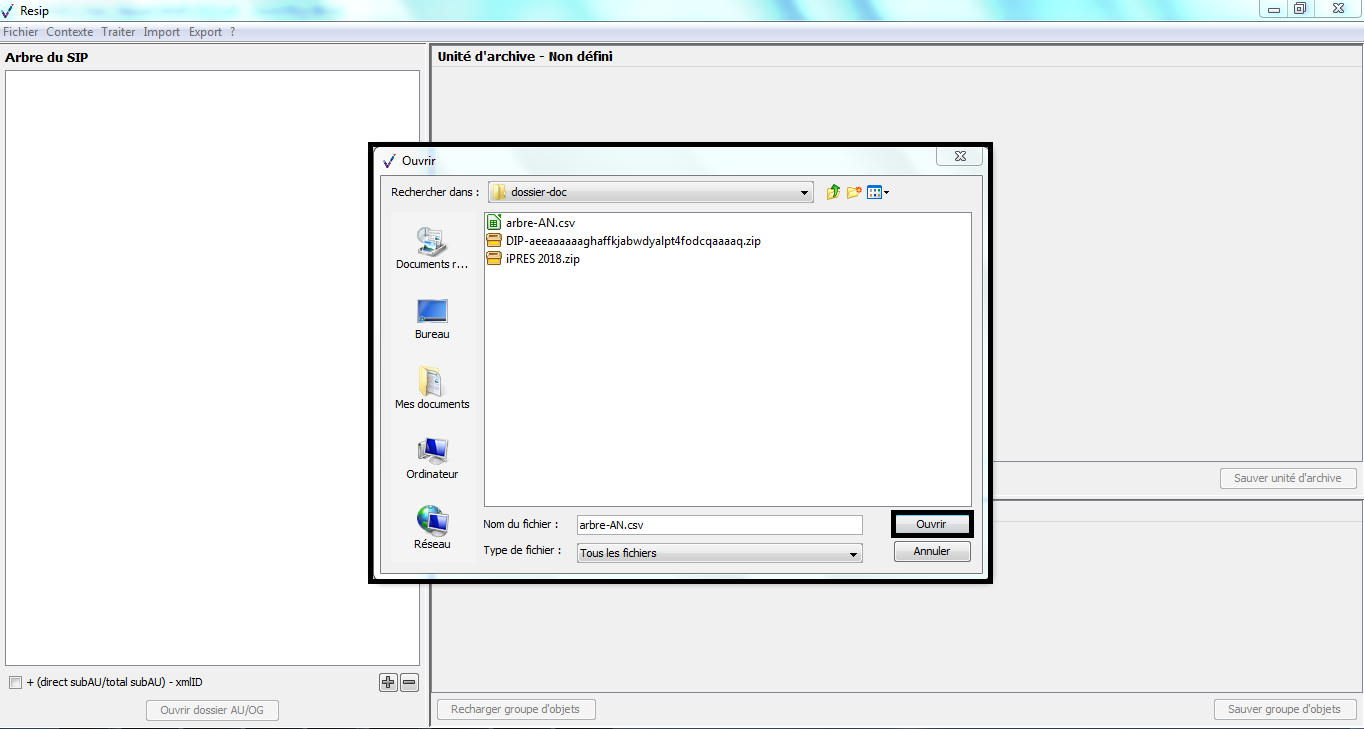 Resip
Fichier Contexte Traiter Import Export ?
Arbre du SIP
Unité d'archive - Non défini
Ouvrir
Rechercher dans : dossier-doc
arbre-AN.csv
DIP-aeeaaaaaaghaffkjabwdyalpt4fodcqaaaaq.zip
iPRES 2018.zip
Documents r...
Bureau
Mes documents
Ordinateur
Réseau
Nom du fichier : arbre-AN.csv Ouvrir
Type de fichier : Tous les fichiers Annuler
Sauver unité d'archive
+ (direct subAU/total subAU) - xmlID
Ouvrir dossier AU/OG
Recharger groupe d'objets Sauver groupe d'objets